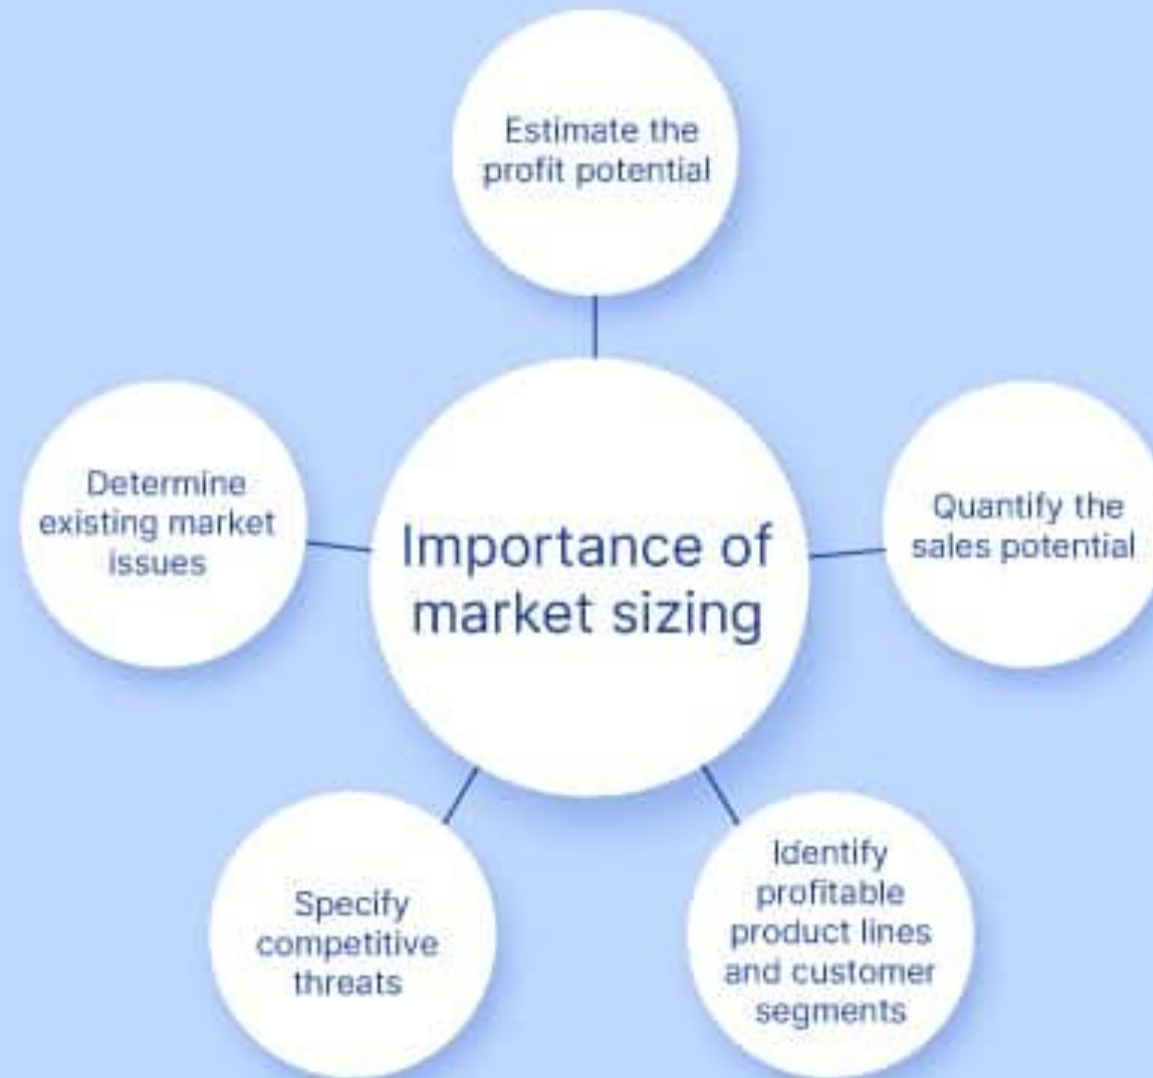 Estimate the
profit potential
Determine
existing market
issues
Importance of
market sizing
Quantify the
sales potential
Specify
competitive
threats
Identify
profitable
product lines
and customer
segments